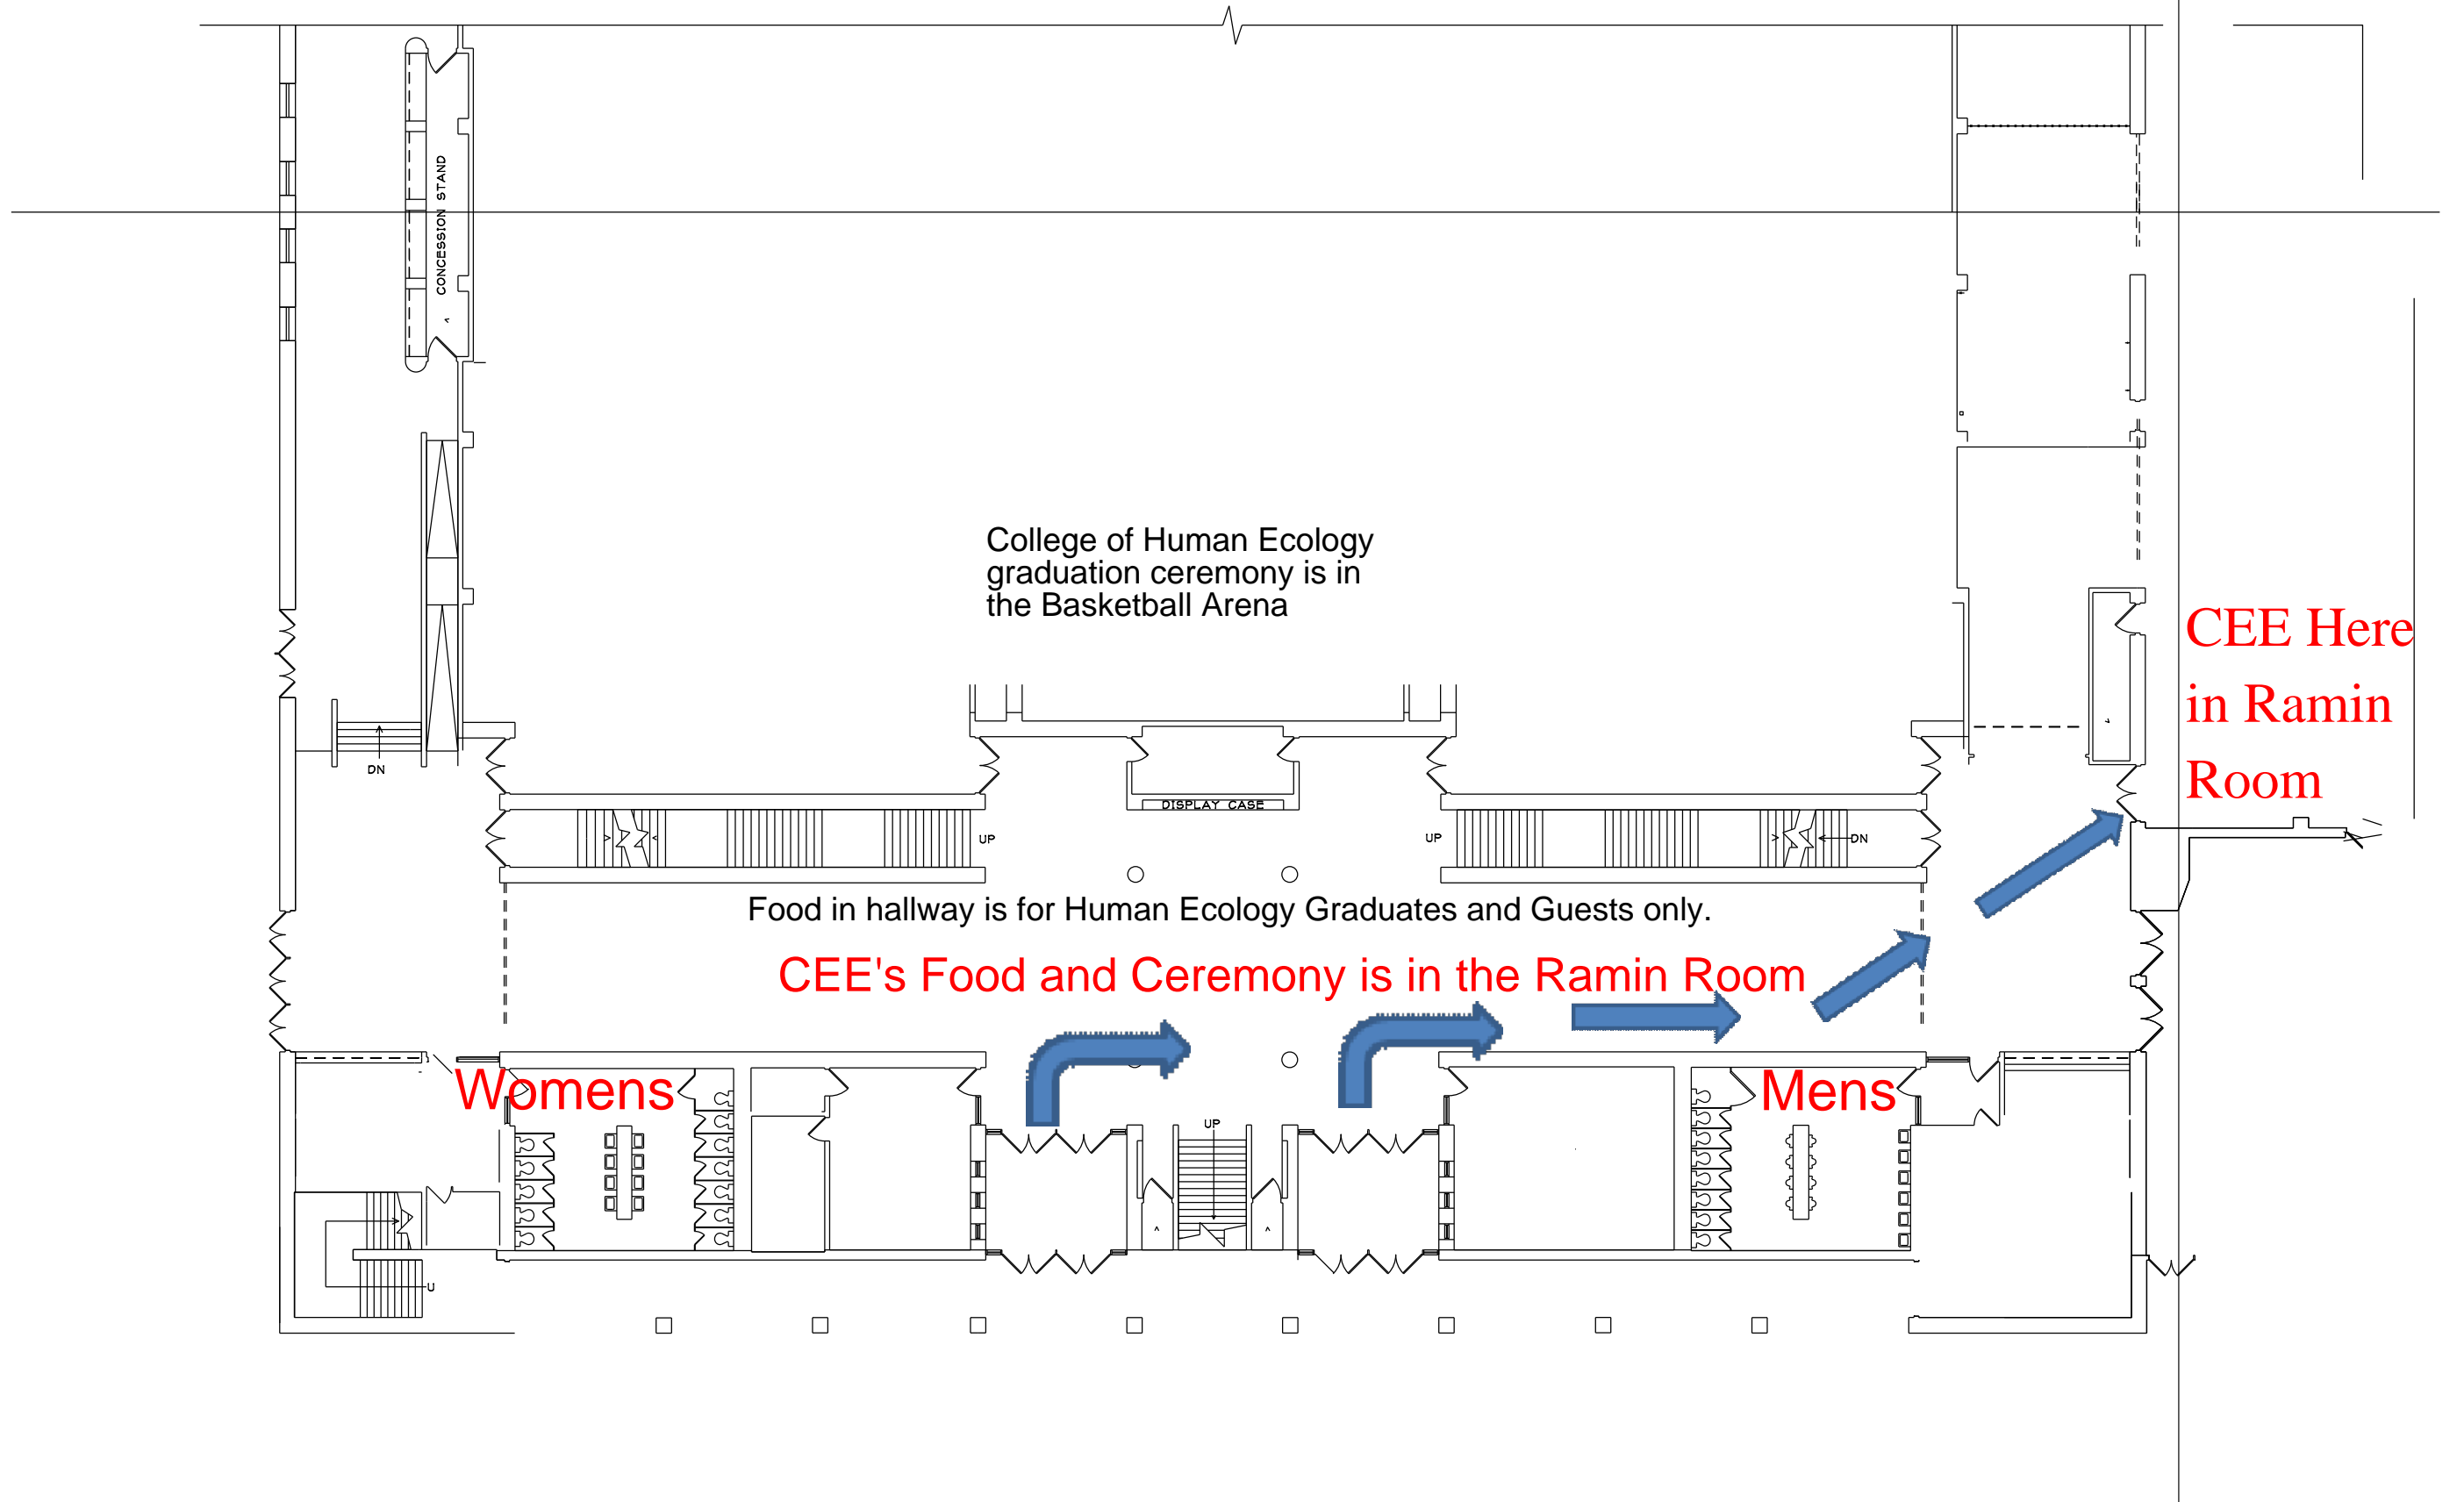 CONCESSION STAND
College of Human Ecology
graduation ceremony is in
the Basketball Arena
CEE Here
in Ramin
Room
DN
DISPLAY CASE
UP
UP
DN
Food in hallway is for Human Ecology Graduates and Guests only.
CEE's Food and Ceremony is in the Ramin Room
Womens
Mens
UP
U